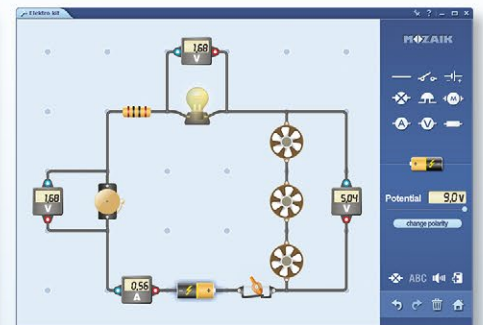 Elektro kit
MOZAIK
1,68
V
M
A
V
1,68
V
5,04
V
Potential 9,0 V
change polarity
0,56
A
ABC